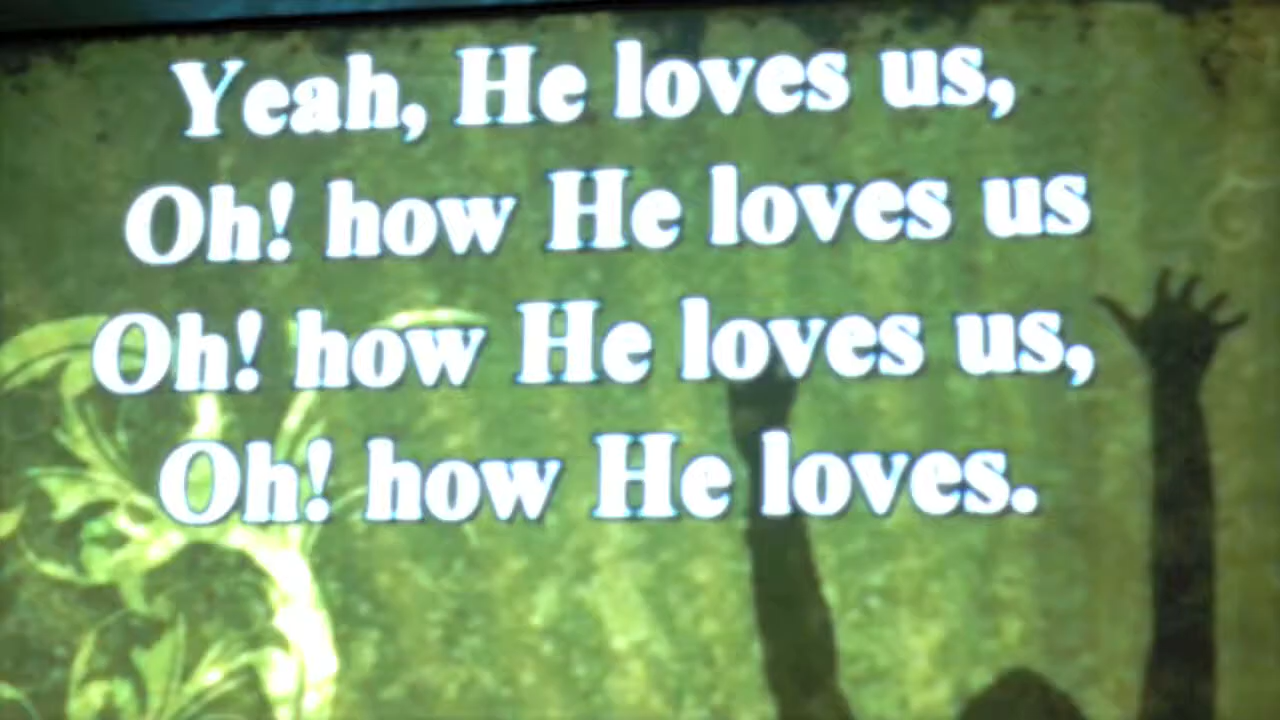 Yeah, He loves us,
Oh! how He loves us
Oh! how He loves us,
Oh! how He loves.